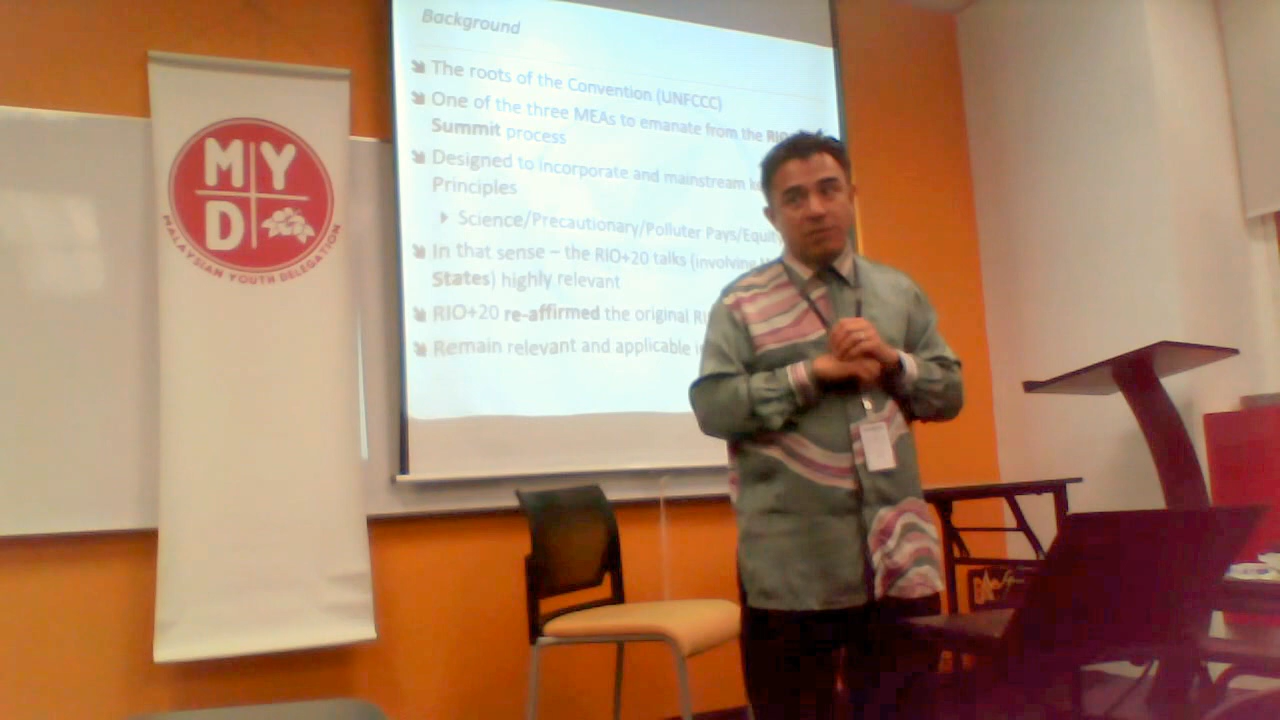 M Y
D
MALAYSIAN YOUTH DELEGATION
Background
The roots of the Convention (UNFCCC)
One of the three MEAs to emanate from the RIO
Summit process
Designed to incorporate and mainstream
Principles
Science/Precautionary/Polluter Pays/Equity
In that sense – the RIO+20 talks (involving
States) highly relevant
RIO+20 re-affirmed the original
Remain relevant and applicable